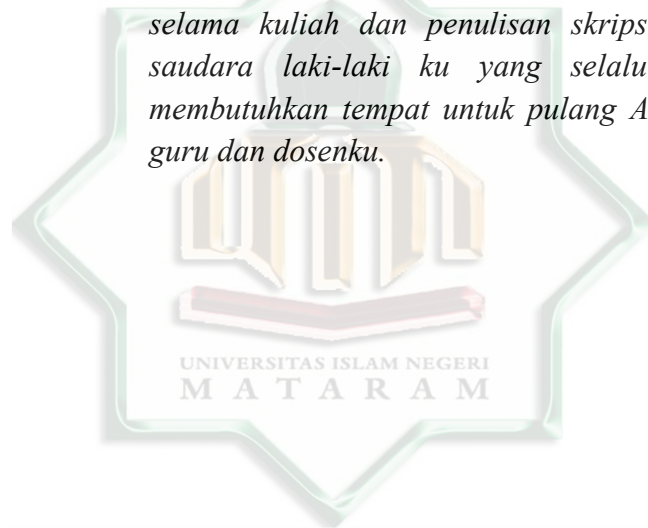 selama kuliah dan penulisan skrips
saudara laki-laki ku yang selalu
membutuhkan tempat untuk pulang A
guru dan dosenku.
UNIVERSITAS ISLAM NEGERI
MATARAM